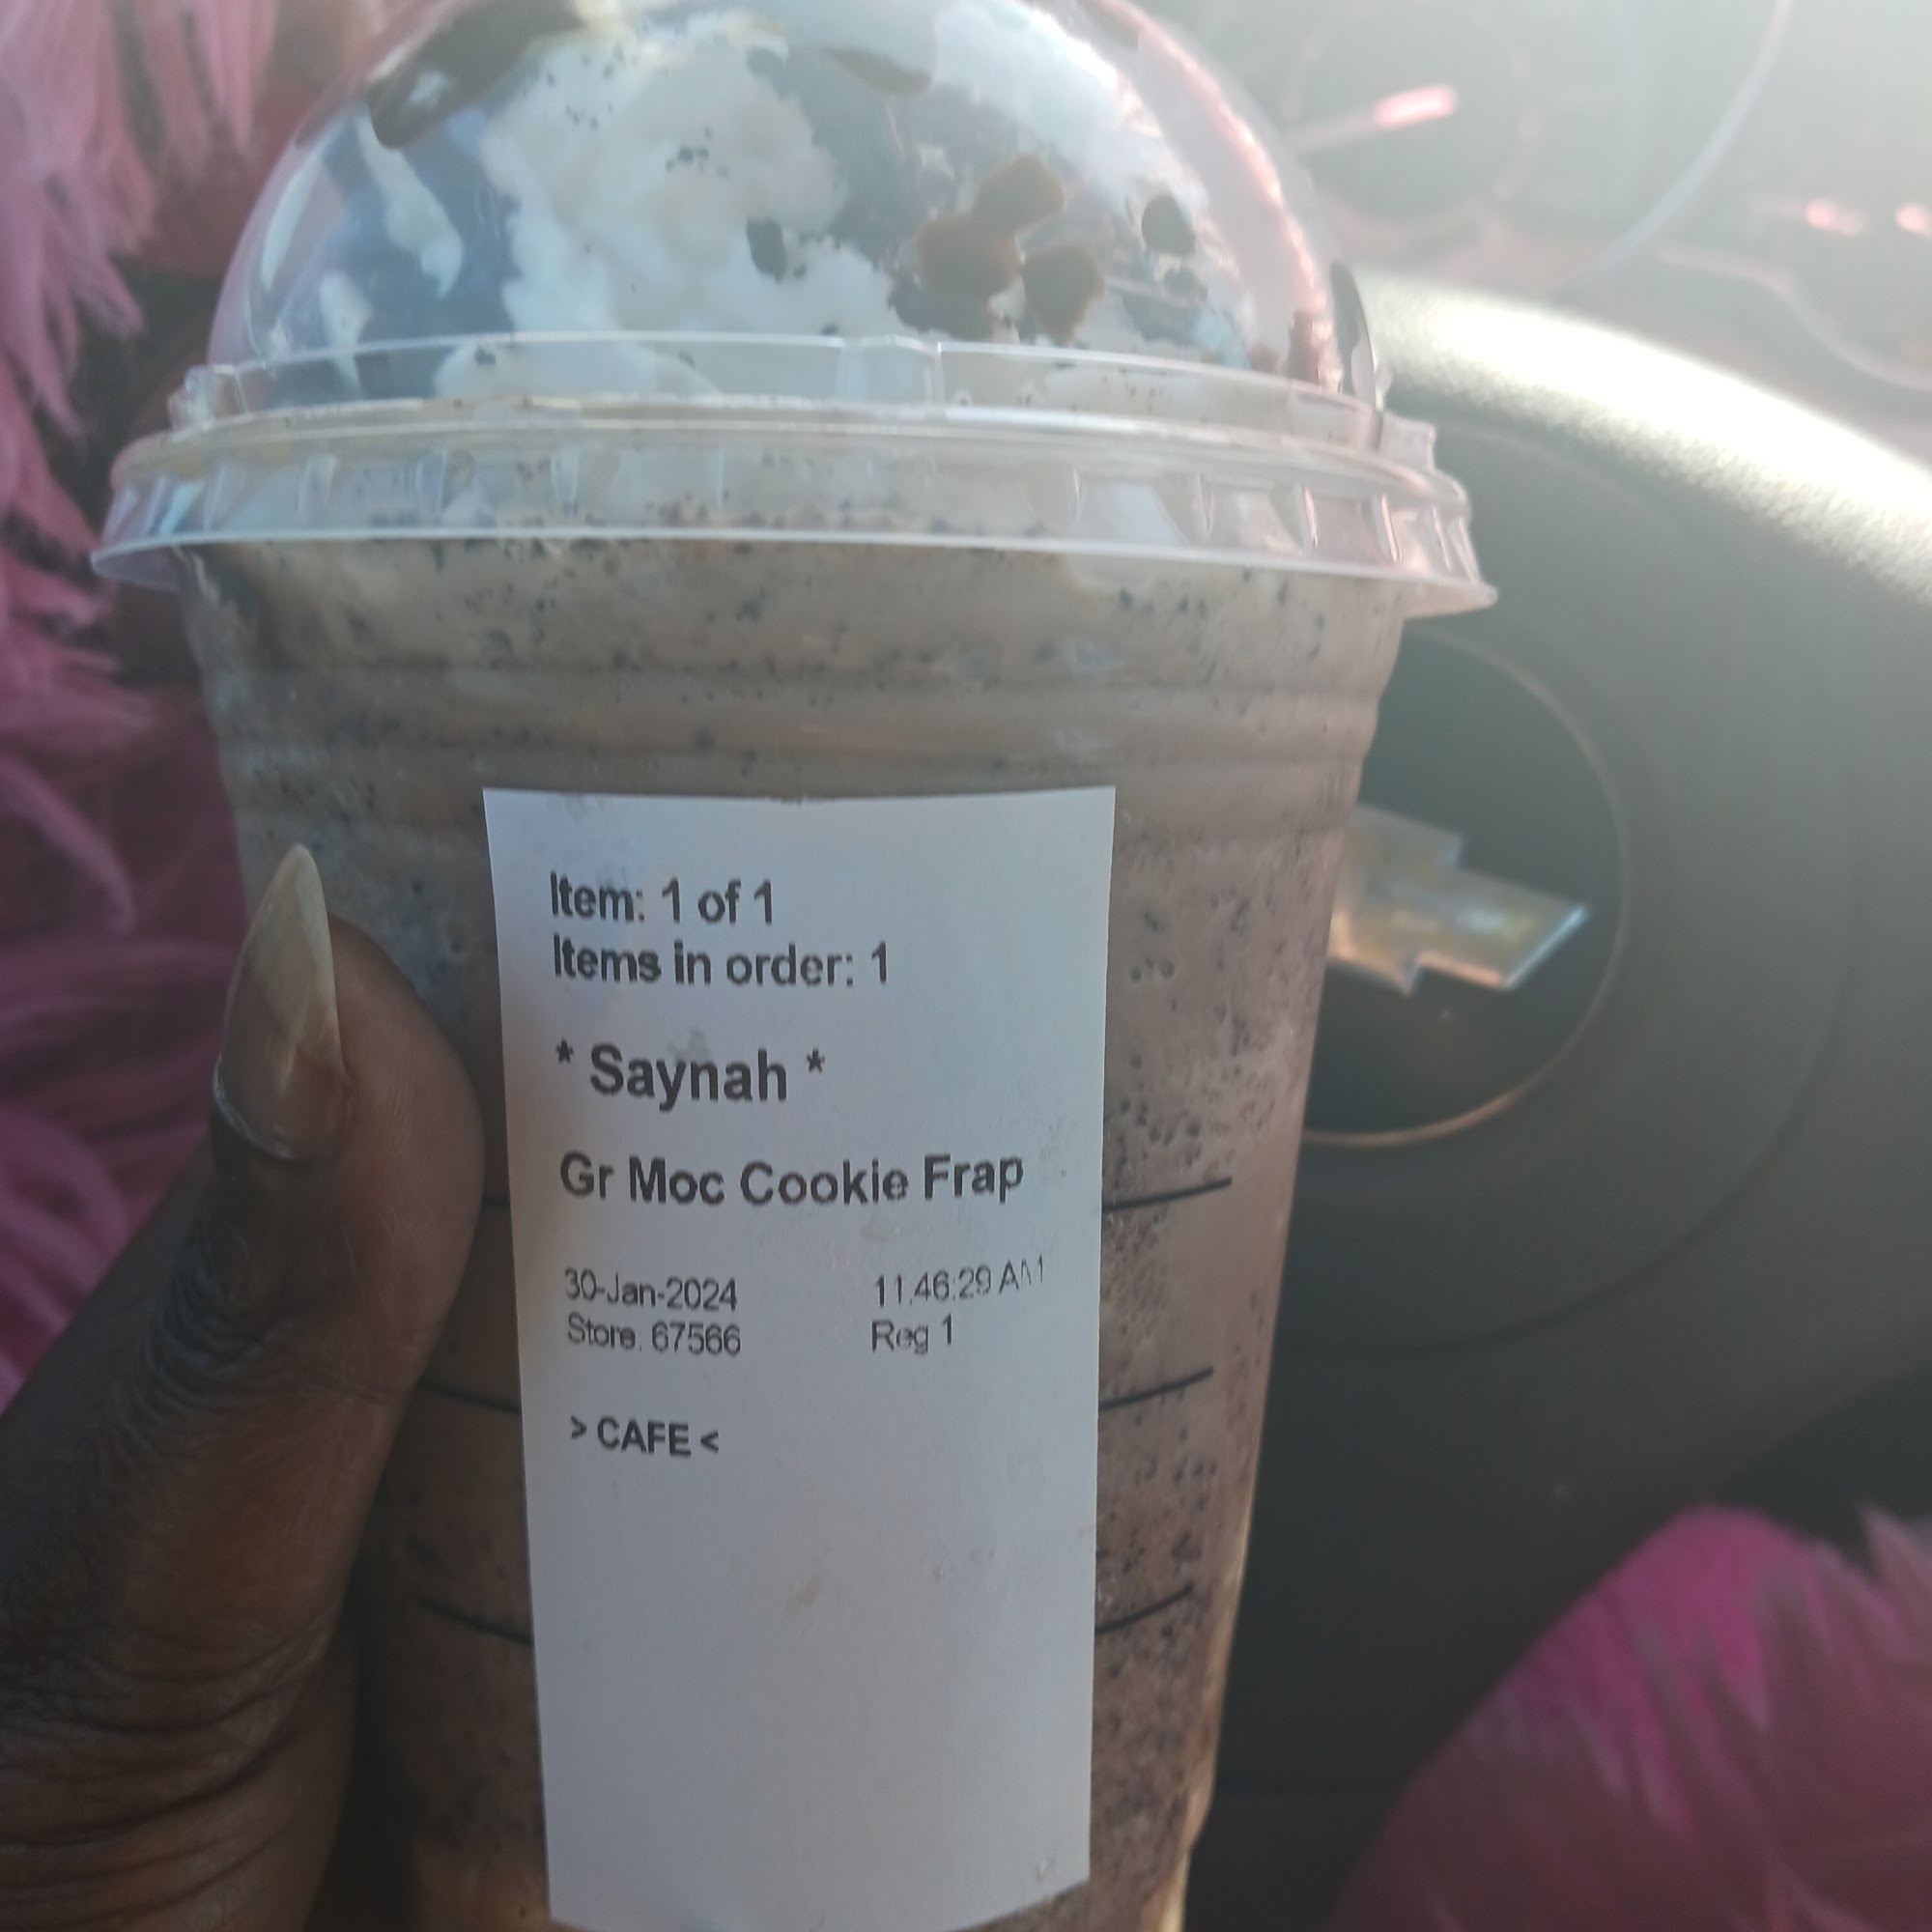 Item: 1 of 1
Items in order: 1
* Saynah *
Gr Moc Cookie Frap
30-Jan-2024 11:46:29 AM
Store: 67566 Reg 1
> CAFE <